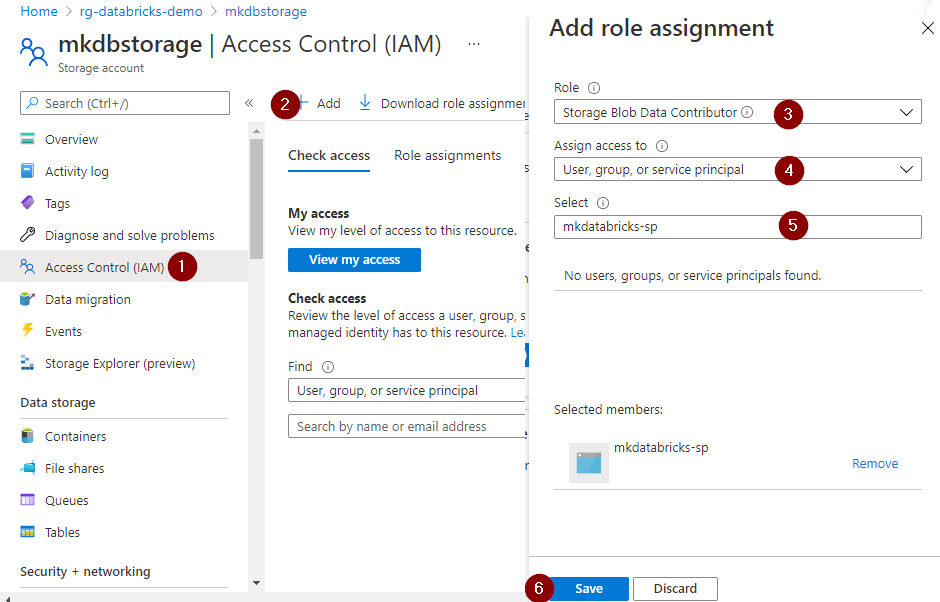 Home > rg-databricks-demo > mkdbstorage
mkdbstorage | Access Control (IAM) ...
Storage account
Search (Ctrl+/)
«
Overview
Activity log
Tags
Diagnose and solve problems
Access Control (IAM) 1
Data migration
Events
Storage Explorer (preview)
Data storage
Containers
File shares
Queues
Tables
Security + networking
2 + Add
Download role assignmen
Check access
Role assignments
My access
View my level of access to this resource.
View my access
Check access
Review the level of access a user, group, s
managed identity has to this resource. Le
Find
User, group, or service principal
Search by name or email address
Add role assignment
Role
Storage Blob Data Contributor 3
Assign access to
User, group, or service principal 4
Select
mkdatabricks-sp 5
No users, groups, or service principals found.
Selected members:
mkdatabricks-sp
Remove
6 Save
Discard